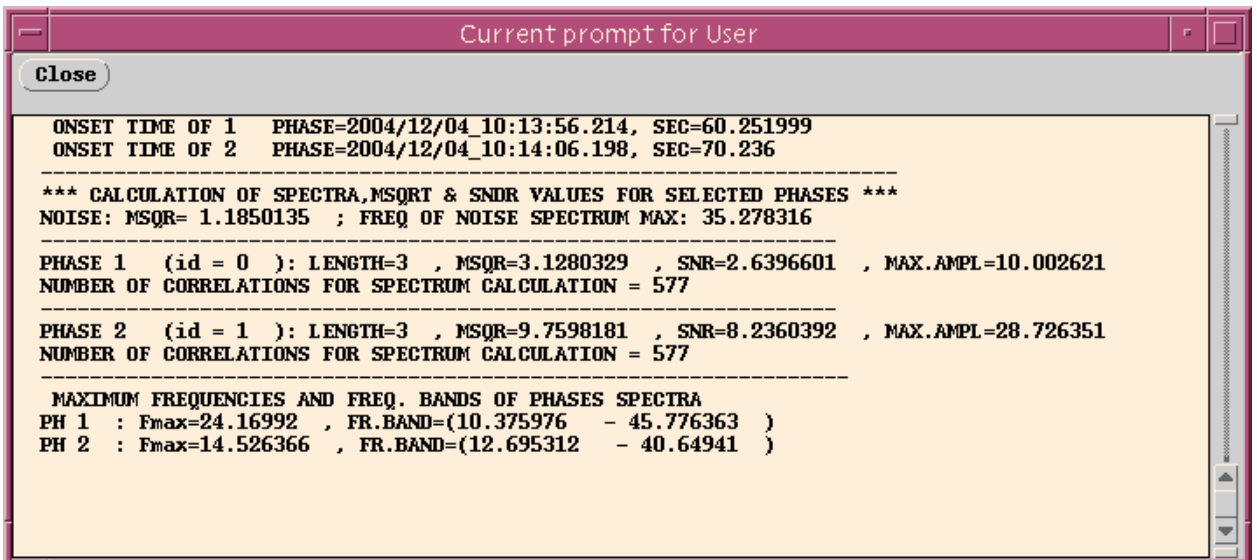 Current prompt for User
Close
ONSET TIME OF 1 PHASE=2004/12/04_10:13:56.214, SEC=60.251999
ONSET TIME OF 2 PHASE=2004/12/04_10:14:06.198, SEC=70.236
----------------------------------------------------------------------
*** CALCULATION OF SPECTRA,MSQRT & SNDR VALUES FOR SELECTED PHASES ***
NOISE: MSQR= 1.1850135 ; FREQ OF NOISE SPECTRUM MAX: 35.278316
-----------------------------------------------------------------
PHASE 1 (id = 0 ): LENGTH=3 , MSQR=3.1280329 , SNR=2.6396601 , MAX.AMPL=10.002621
NUMBER OF CORRELATIONS FOR SPECTRUM CALCULATION = 577
-----------------------------------------------------------------
PHASE 2 (id = 1 ): LENGTH=3 , MSQR=9.7598181 , SNR=8.2360392 , MAX.AMPL=28.726351
NUMBER OF CORRELATIONS FOR SPECTRUM CALCULATION = 577
------------------------------------------------------------------
MAXIMUM FREQUENCIES AND FREQ. BANDS OF PHASES SPECTRA
PH 1 : Fmax=24.16992 , FR.BAND=(10.375976 - 45.776363 )
PH 2 : Fmax=14.526366 , FR.BAND=(12.695312 - 40.64941 )